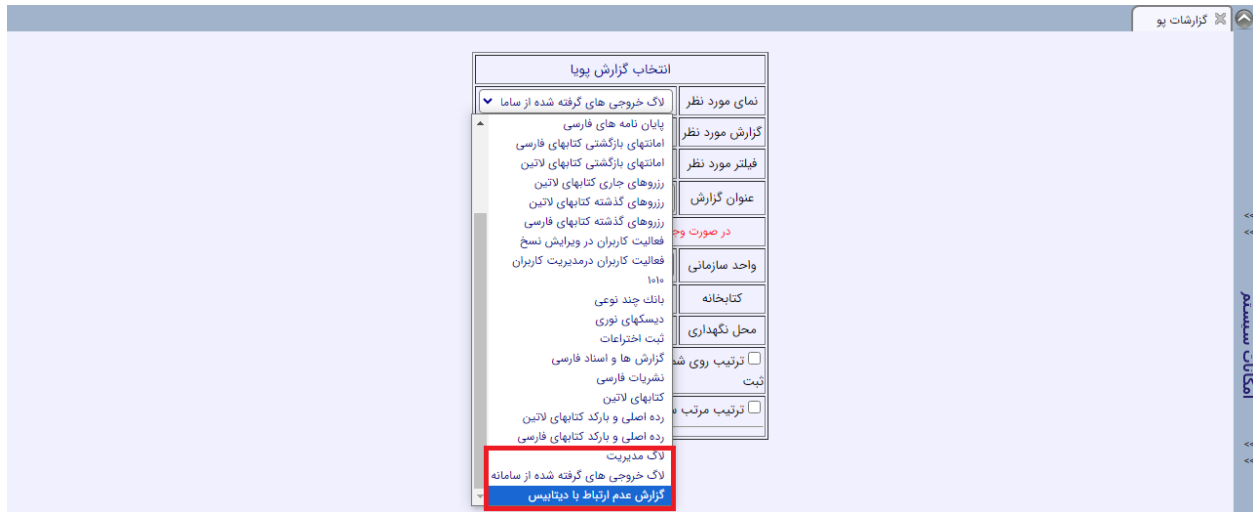 گزارشات پو
انتخاب گزارش پویا
نمای مورد نظر
لاگ خروجی های گرفته شده از ساما
گزارش مورد نظر
فیلتر مورد نظر
عنوان گزارش
در صورت وج
واحد سازمانی
کتابخانه
محل نگهداری
ترتیب روی شم
ثبت
ترتیب مرتب س
پایان نامه های فارسی
امانتهای بازگشتی کتابهای فارسی
امانتهای بازگشتی کتابهای لاتین
رزروهای جاری کتابهای لاتین
رزروهای گذشته کتابهای لاتین
رزروهای گذشته کتابهای فارسی
فعالیت کاربران در ویرایش نسخ
فعالیت کاربران درمدیریت کاربران
۱۰۱۰
بانك چند نوعی
دیسکهای نوری
ثبت اختراعات
گزارش ها و اسناد فارسی
نشریات فارسی
کتابهای لاتین
رده اصلی و بارکد کتابهای لاتین
رده اصلی و بارکد کتابهای فارسی
لاگ مدیریت
لاگ خروجی های گرفته شده از سامانه
گزارش عدم ارتباط با دیتابیس
<<
<<
امکانات سیستم
<<
<<